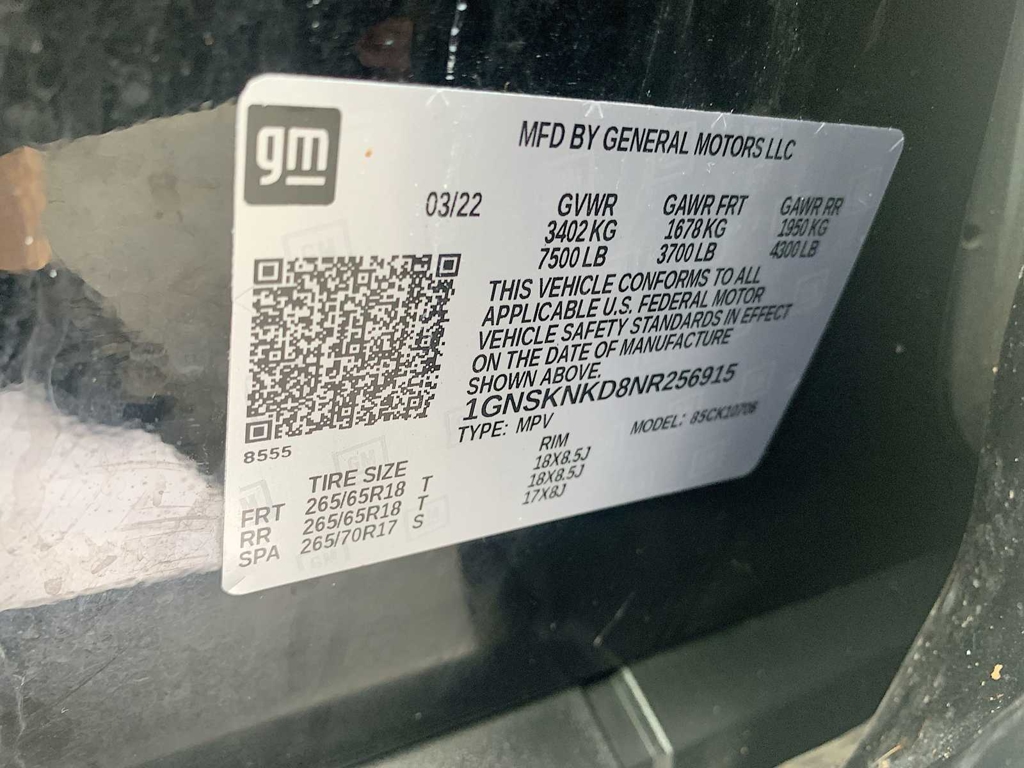 gm
MFD BY GENERAL MOTORS LLC
03/22 GVWR GAWR FRT GAWR RR
3402 KG 1678 KG 1950 KG
7500 LB 3700 LB 4300 LB
THIS VEHICLE CONFORMS TO ALL
APPLICABLE U.S. FEDERAL MOTOR
VEHICLE SAFETY STANDARDS IN EFFECT
ON THE DATE OF MANUFACTURE
SHOWN ABOVE.
1GNSKNKD8NR256915
TYPE: MPV MODEL: 85CK10706
8555
TIRE SIZE RIM
FRT 265/65R18 T 18X8.5J
RR 265/65R18 T 18X8.5J
SPA 265/70R17 S 17X8J